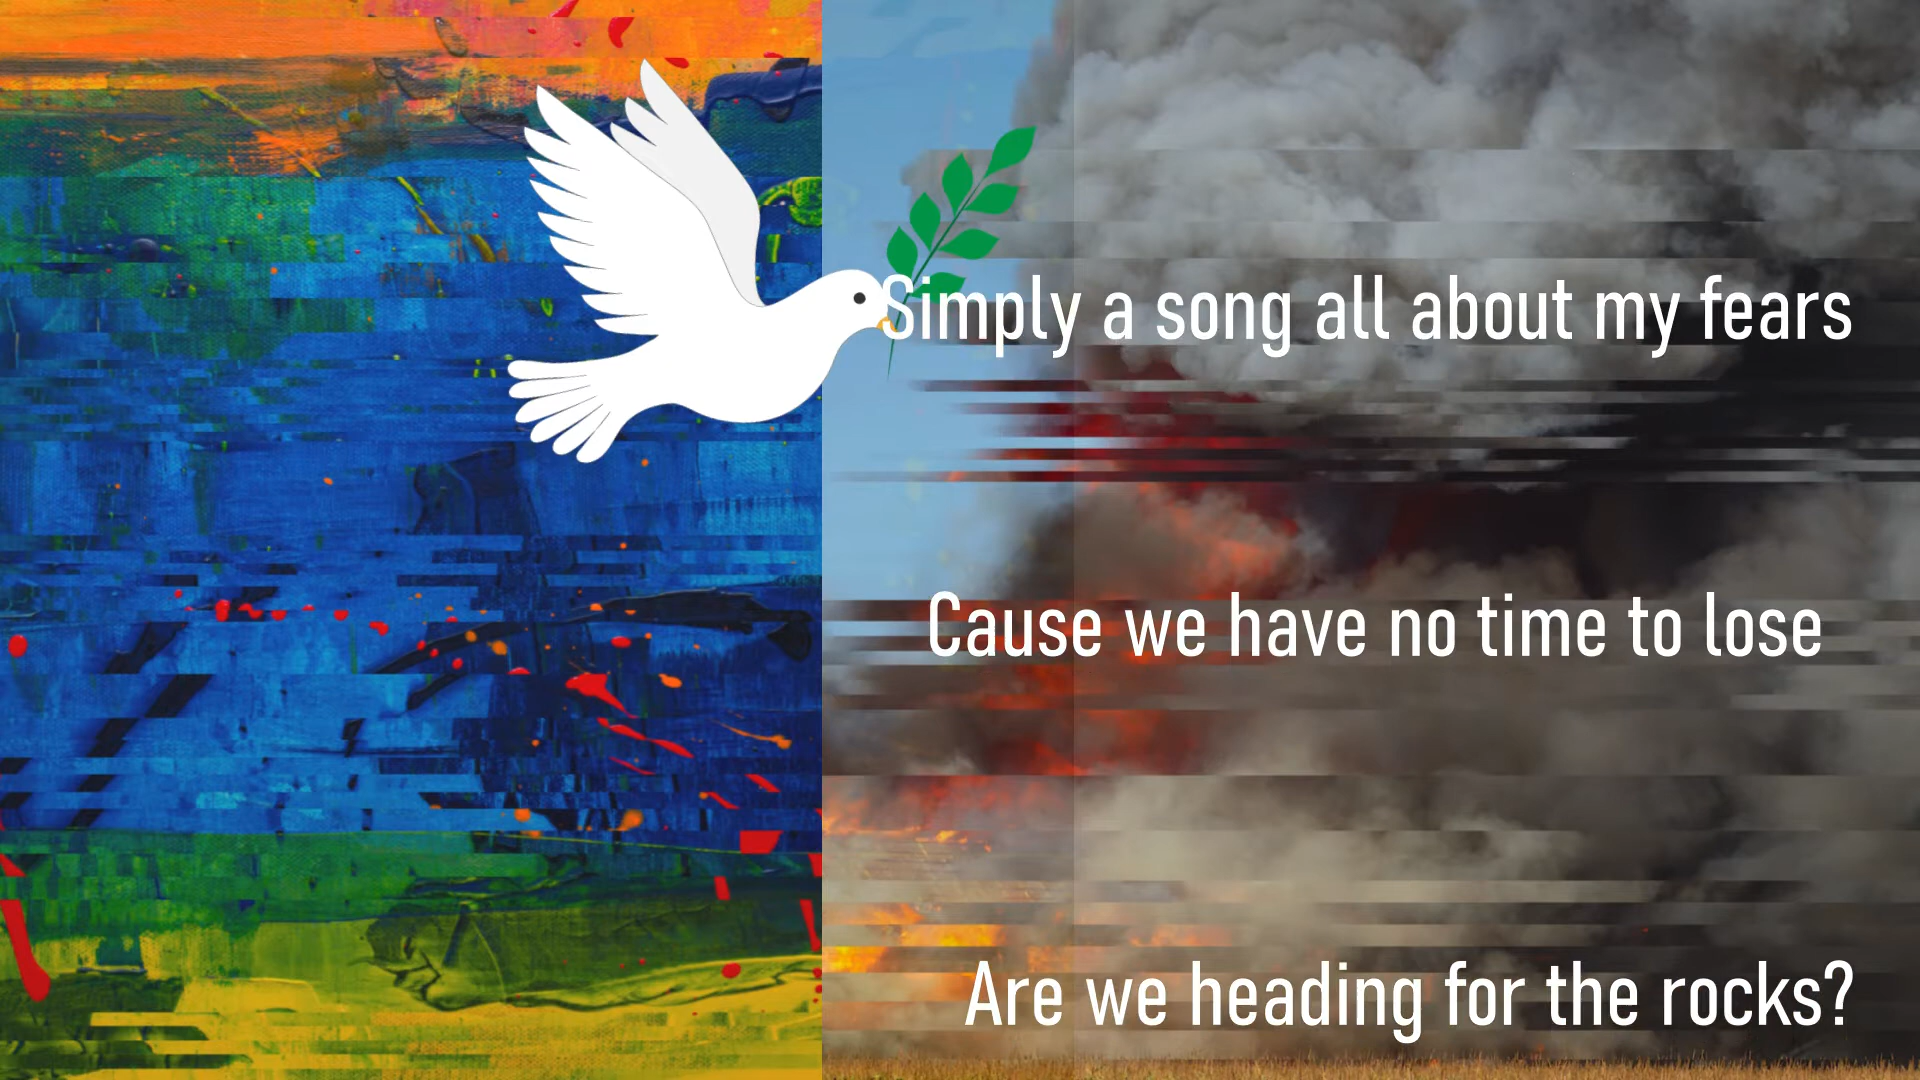 Simply a song all about my fears
Cause we have no time to lose
Are we heading for the rocks?